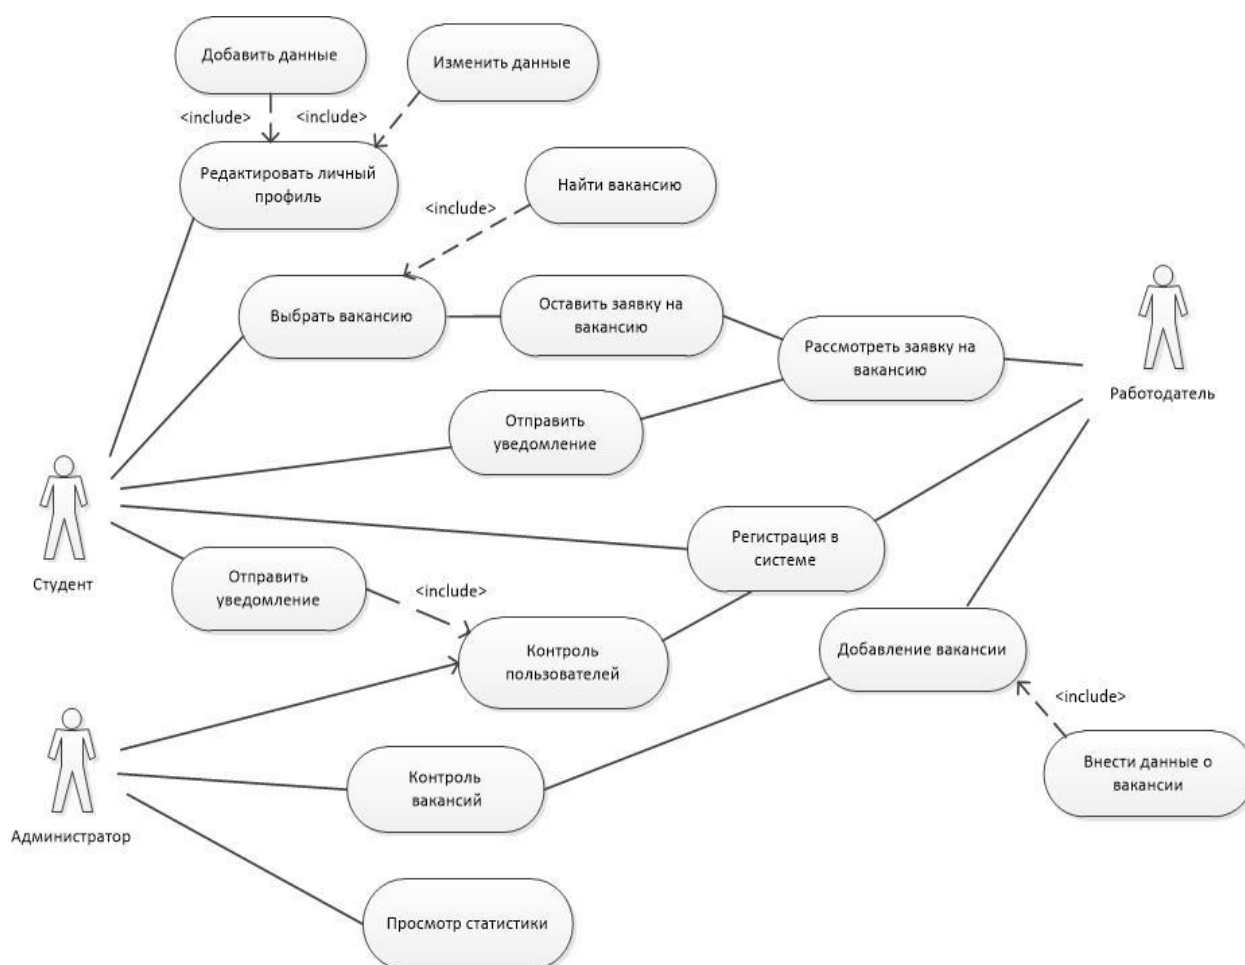 Добавить данные
Изменить данные
<include>
<include>
Редактировать личный
профиль
Найти вакансию
<include>
Выбрать вакансию
Оставить заявку на
вакансию
Рассмотреть заявку на
вакансию
Работодатель
Отправить
уведомление
Студент
Регистрация в
системе
Отправить
уведомление
<include>
Контроль
пользователей
Добавление вакансии
<include>
Внести данные о
вакансии
Администратор
Контроль
вакансий
Просмотр статистики